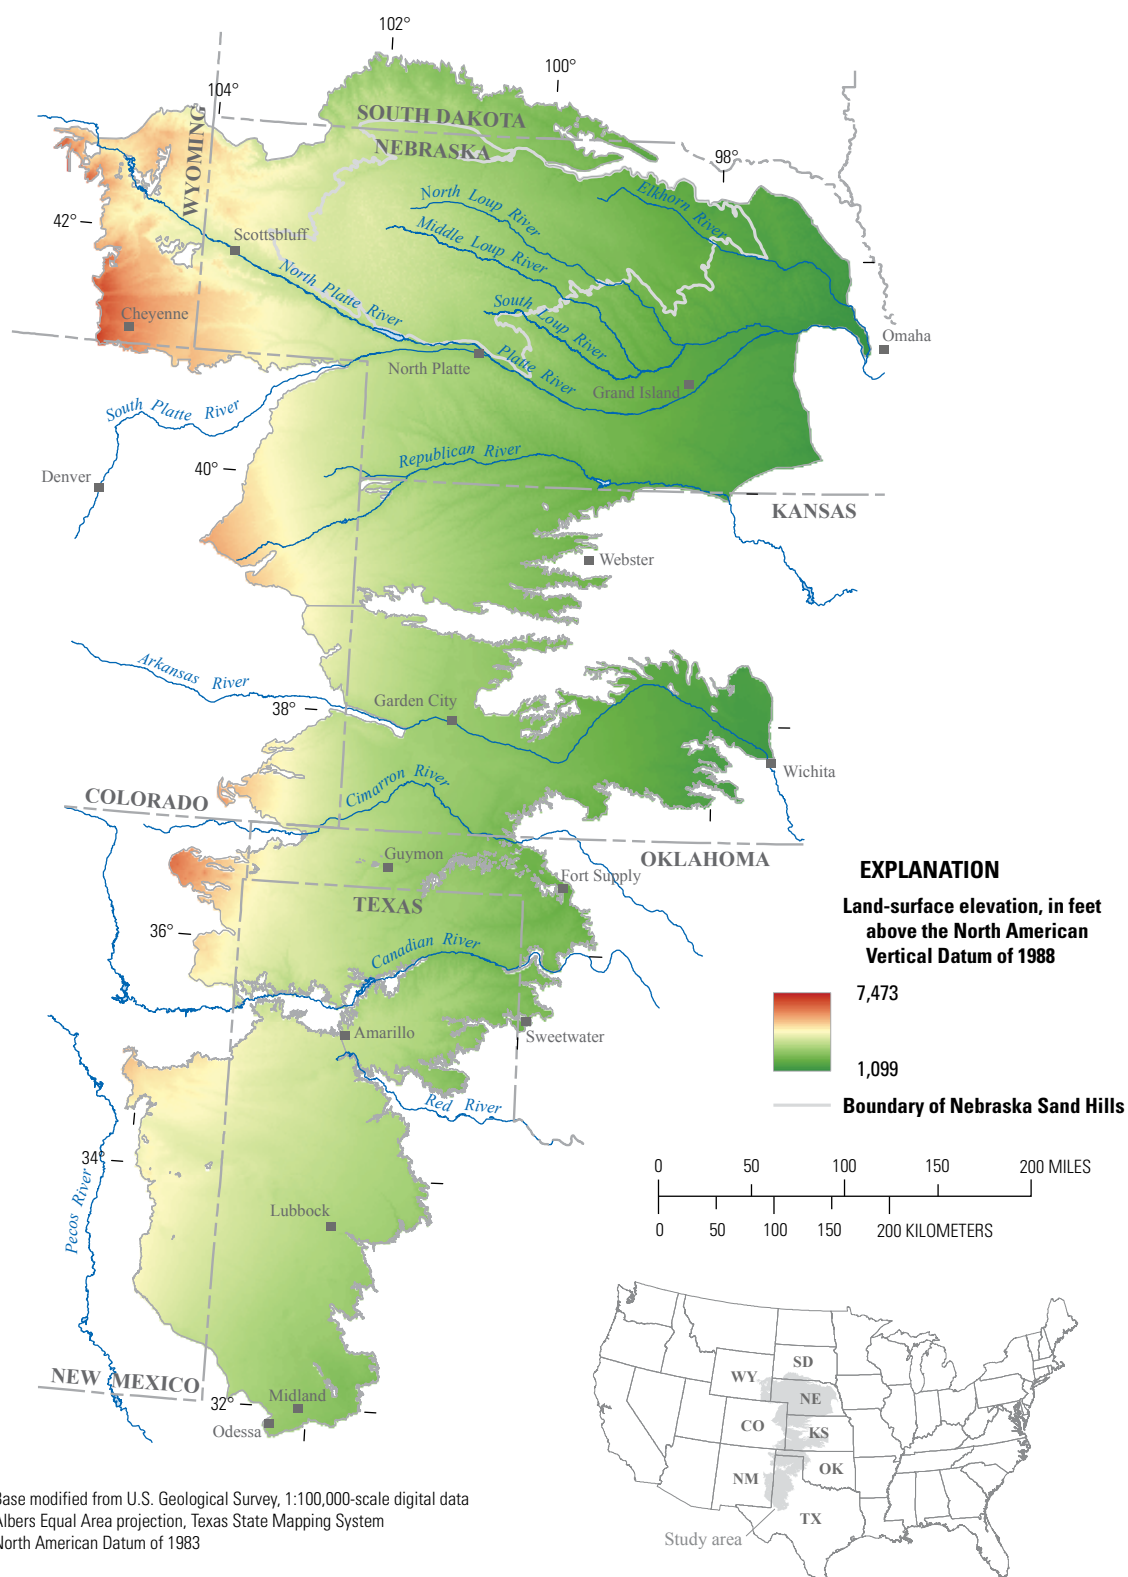 102°
100°
104°
SOUTH DAKOTA
NEBRASKA
98°
WYOMING
North Loup River
Elkhorn River
42°
Middle Loup River
Scottsbluff
North Platte River
South Loup River
Cheyenne
Omaha
North Platte
Platte River
Grand Island
South Platte River
Republican River
40°
Denver
KANSAS
Webster
Arkansas River
Garden City
38°
Wichita
Cimarron River
COLORADO
OKLAHOMA
Guymon
Fort Supply
TEXAS
36°
Canadian River
Amarillo
Sweetwater
Red River
34°
Pecos River
Lubbock
NEW MEXICO
32°
Midland
Odessa
EXPLANATION
Land-surface elevation, in feet
above the North American
Vertical Datum of 1988
7,473
1,099
Boundary of Nebraska Sand Hills
0 50 100 150 200 MILES
0 50 100 150 200 KILOMETERS
SD
WY
NE
CO
KS
OK
NM
TX
Study area
Base modified from U.S. Geological Survey, 1:100,000-scale digital data
Albers Equal Area projection, Texas State Mapping System
North American Datum of 1983